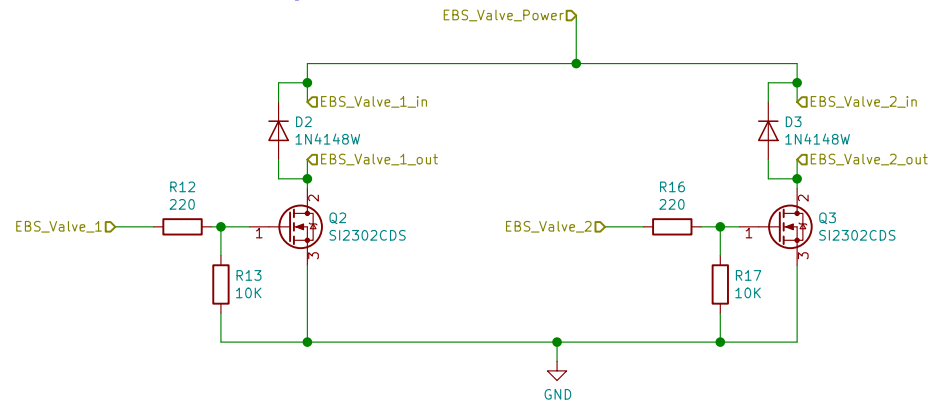 EBS_Valve_Power
EBS_Valve_1_in
EBS_Valve_2_in
D2
1N4148W
D3
1N4148W
EBS_Valve_1_out
EBS_Valve_2_out
R12
220
2
R16
220
2
EBS_Valve_1
1
Q2
SI2302CDS
EBS_Valve_2
1
Q3
SI2302CDS
3
3
R13
10K
R17
10K
GND